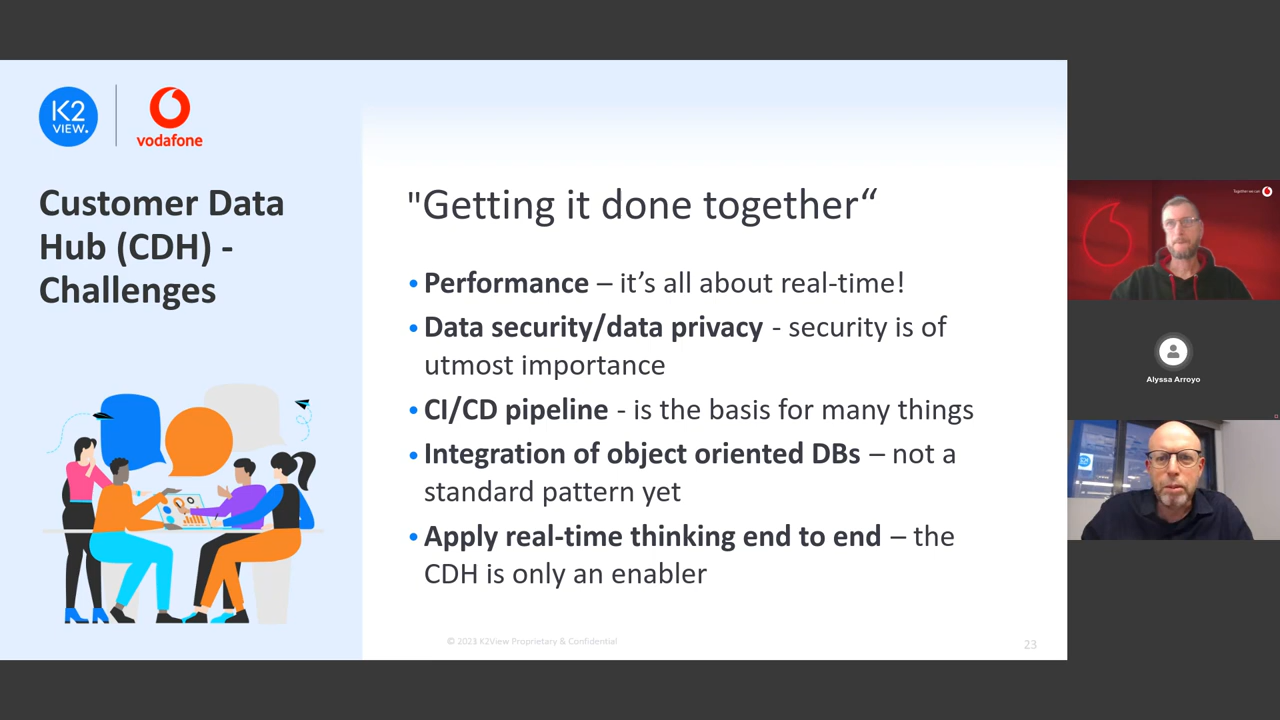 K2
VIEW.
vodafone
Customer Data
Hub (CDH) -
Challenges
"Getting it done together“
• Performance – it’s all about real-time!
• Data security/data privacy - security is of
utmost importance
• CI/CD pipeline - is the basis for many things
• Integration of object oriented DBs – not a
standard pattern yet
• Apply real-time thinking end to end – the
CDH is only an enabler
© 2023 K2View Proprietary & Confidential
23
Together we can
Alyssa Arroyo